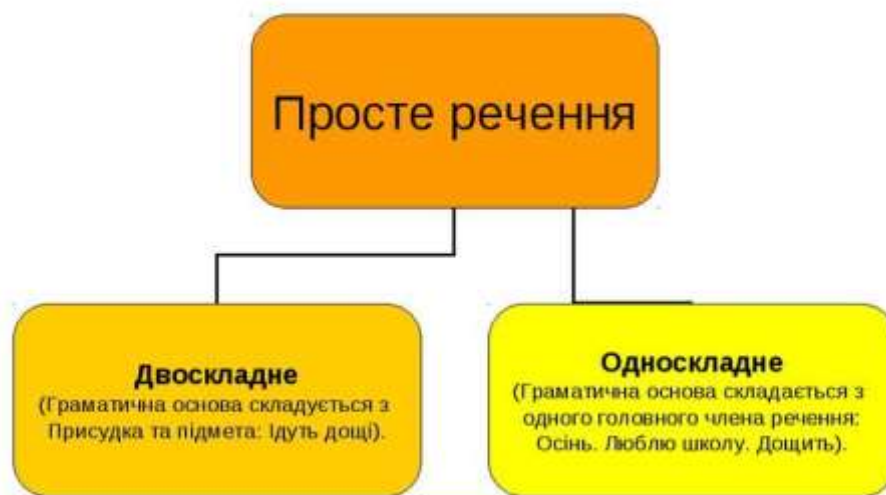 Просте речення
Двоскладне
(Граматична основа складується з
Присудка та підмета: Ідуть дощі).
Односкладне
(Граматична основа складається з
одного головного члена речення:
Осінь. Люблю школу. Дощить).